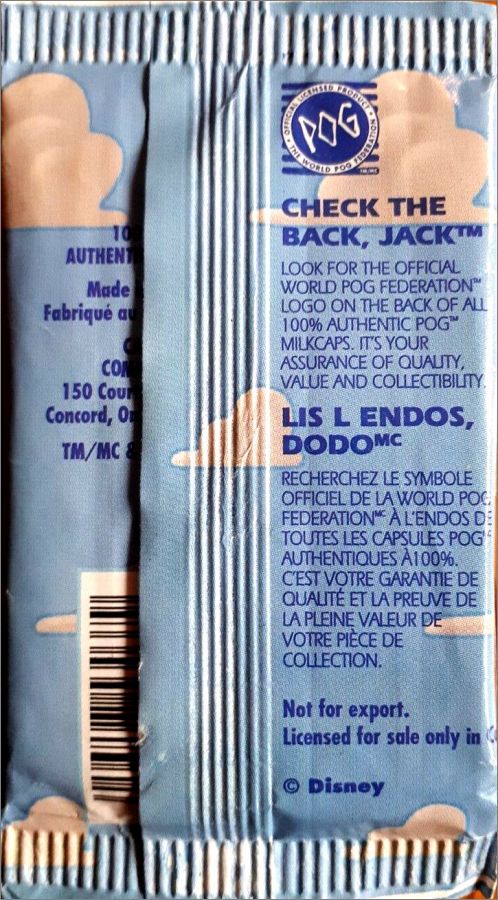 OFFICIAL LICENSED PRODUCT • THE WORLD POG FEDERATION •
POG
TM/MC
CHECK THE
BACK, JACK™
LOOK FOR THE OFFICIAL
WORLD POG FEDERATION™
LOGO ON THE BACK OF ALL
100% AUTHENTIC POG™
MILKCAPS. IT'S YOUR
ASSURANCE OF QUALITY,
VALUE AND COLLECTIBILITY.
LIS L ENDOS,
DODO MC
RECHERCHEZ LE SYMBOLE
OFFICIEL DE LA WORLD POG
FEDERATION MC À L'ENDOS DE
TOUTES LES CAPSULES POG MC
AUTHENTIQUES À100%.
C'EST VOTRE GARANTIE DE
QUALITÉ ET LA PREUVE DE
LA PLEINE VALEUR DE
VOTRE PIÈCE DE
COLLECTION.
Not for export.
Licensed for sale only in
© Disney
10
AUTHENT
Made
Fabriqué au
COM
150 Cour
Concord, On
TM/MC &